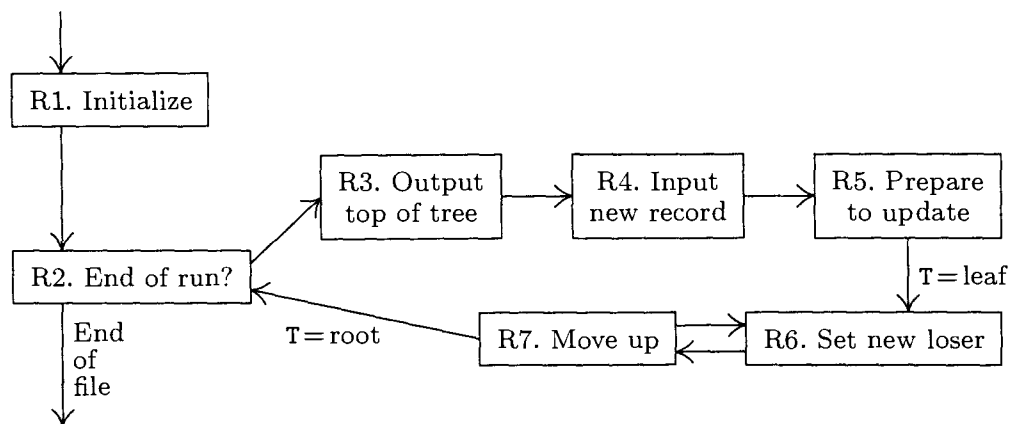 R1. Initialize
R3. Output
top of tree
R4. Input
new record
R5. Prepare
to update
R2. End of run?
T=leaf
End
of
file
T=root
R7. Move up
R6. Set new loser